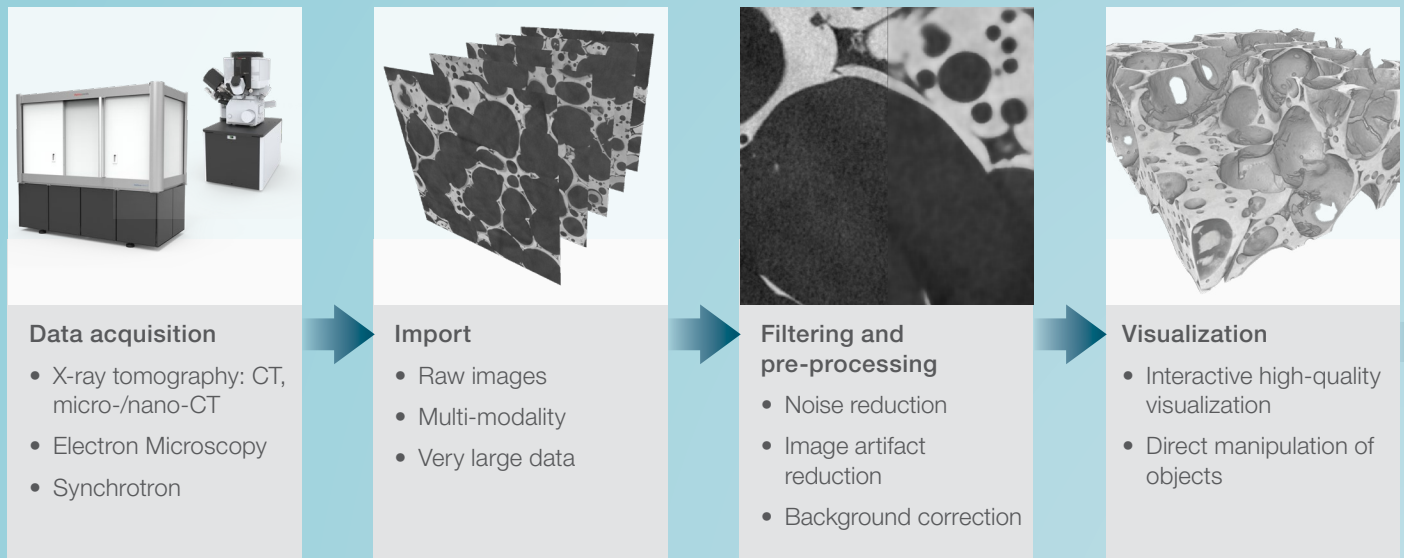 Data acquisition
• X-ray tomography: CT,
micro-/nano-CT
• Electron Microscopy
• Synchrotron
Import
• Raw images
• Multi-modality
• Very large data
Filtering and
pre-processing
• Noise reduction
• Image artifact
reduction
• Background correction
Visualization
• Interactive high-quality
visualization
• Direct manipulation of
objects